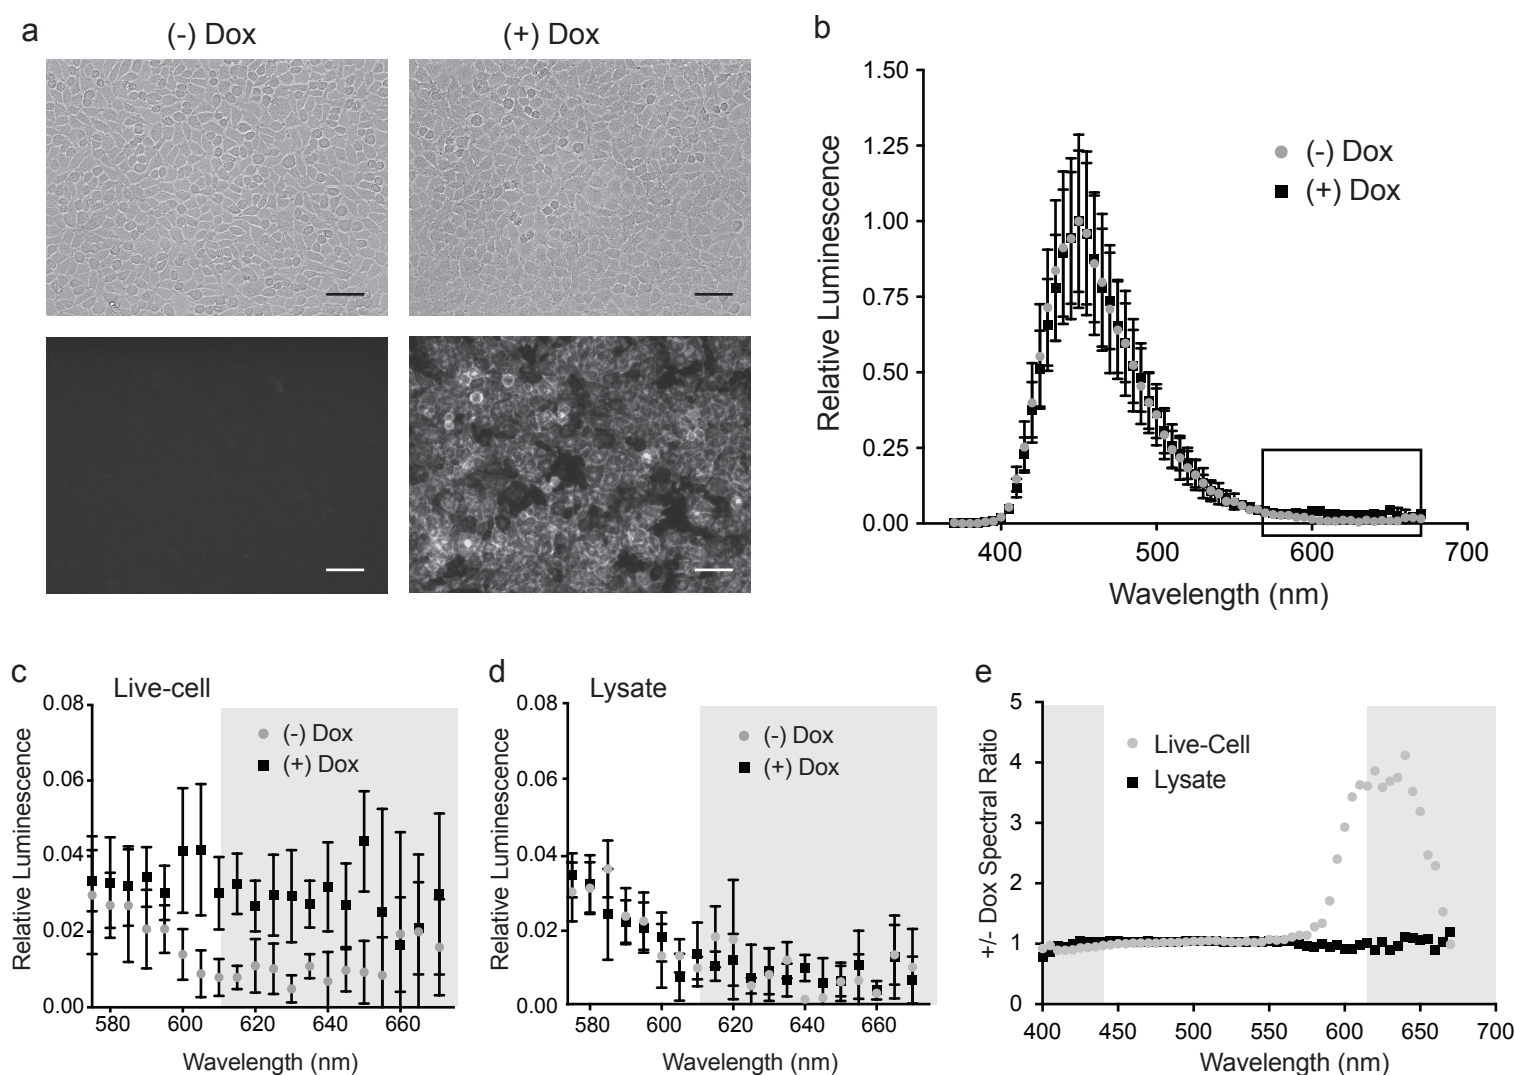 a
(-) Dox
(+) Dox
b
1.50
1.25
1.00
0.75
0.50
0.25
0.00
Relative Luminescence
(-) Dox
(+) Dox
400
500
600
700
Wavelength (nm)
c
Live-cell
0.08
0.06
0.04
0.02
0.00
Relative Luminescence
(-) Dox
(+) Dox
580
600
620
640
660
Wavelength (nm)
d
Lysate
0.08
0.06
0.04
0.02
0.00
Relative Luminescence
(-) Dox
(+) Dox
580
600
620
640
660
Wavelength (nm)
e
5
4
3
2
1
0
+/- Dox Spectral Ratio
Live-Cell
Lysate
400
450
500
550
600
650
700
Wavelength (nm)